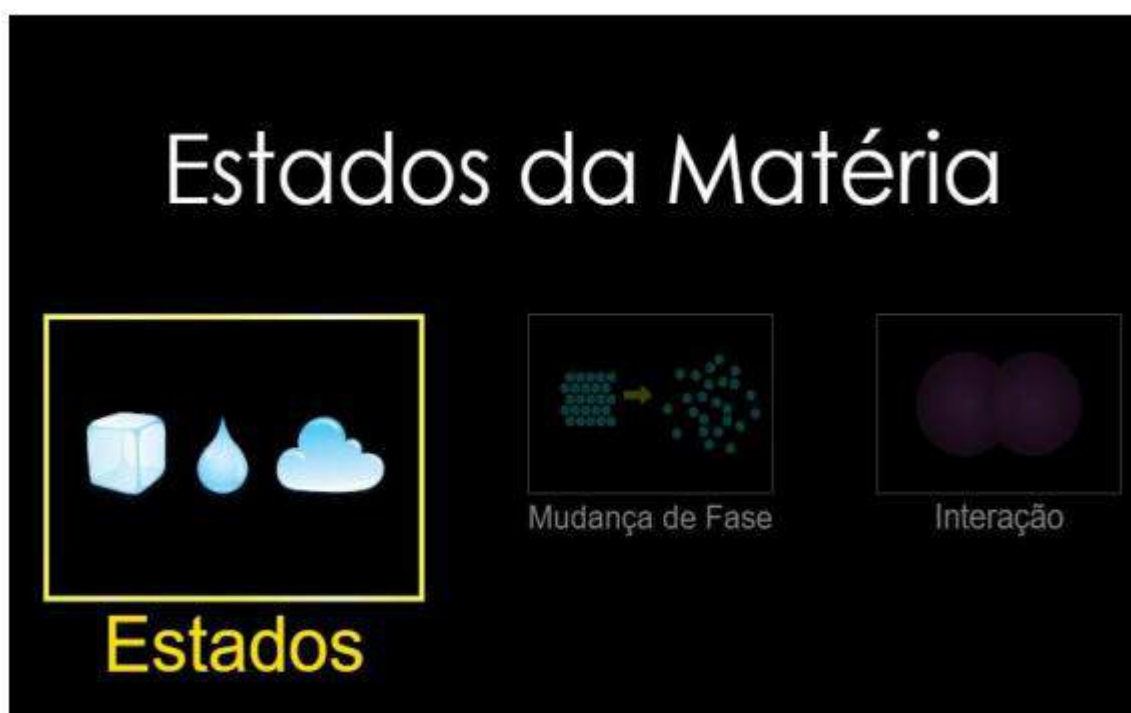 Estados da Matéria
Mudança de Fase
Interação
Estados